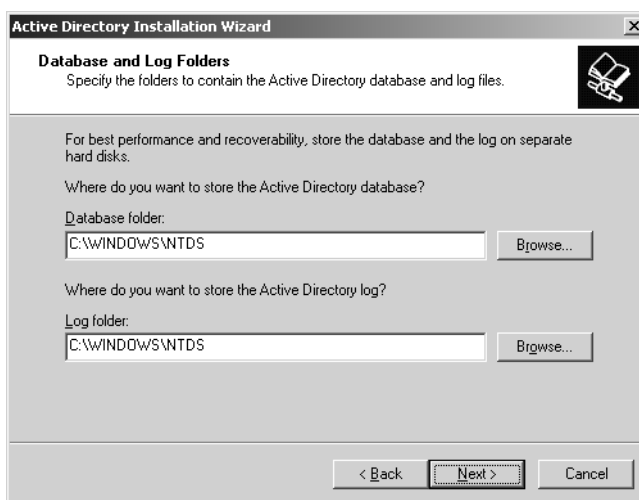 Active Directory Installation Wizard
Database and Log Folders
Specify the folders to contain the Active Directory database and log files.
For best performance and recoverability, store the database and the log on separate
hard disks.
Where do you want to store the Active Directory database?
Database folder:
C:\WINDOWS\NTDS
Browse...
Where do you want to store the Active Directory log?
Log folder:
C:\WINDOWS\NTDS
Browse...
< Back
Next >
Cancel